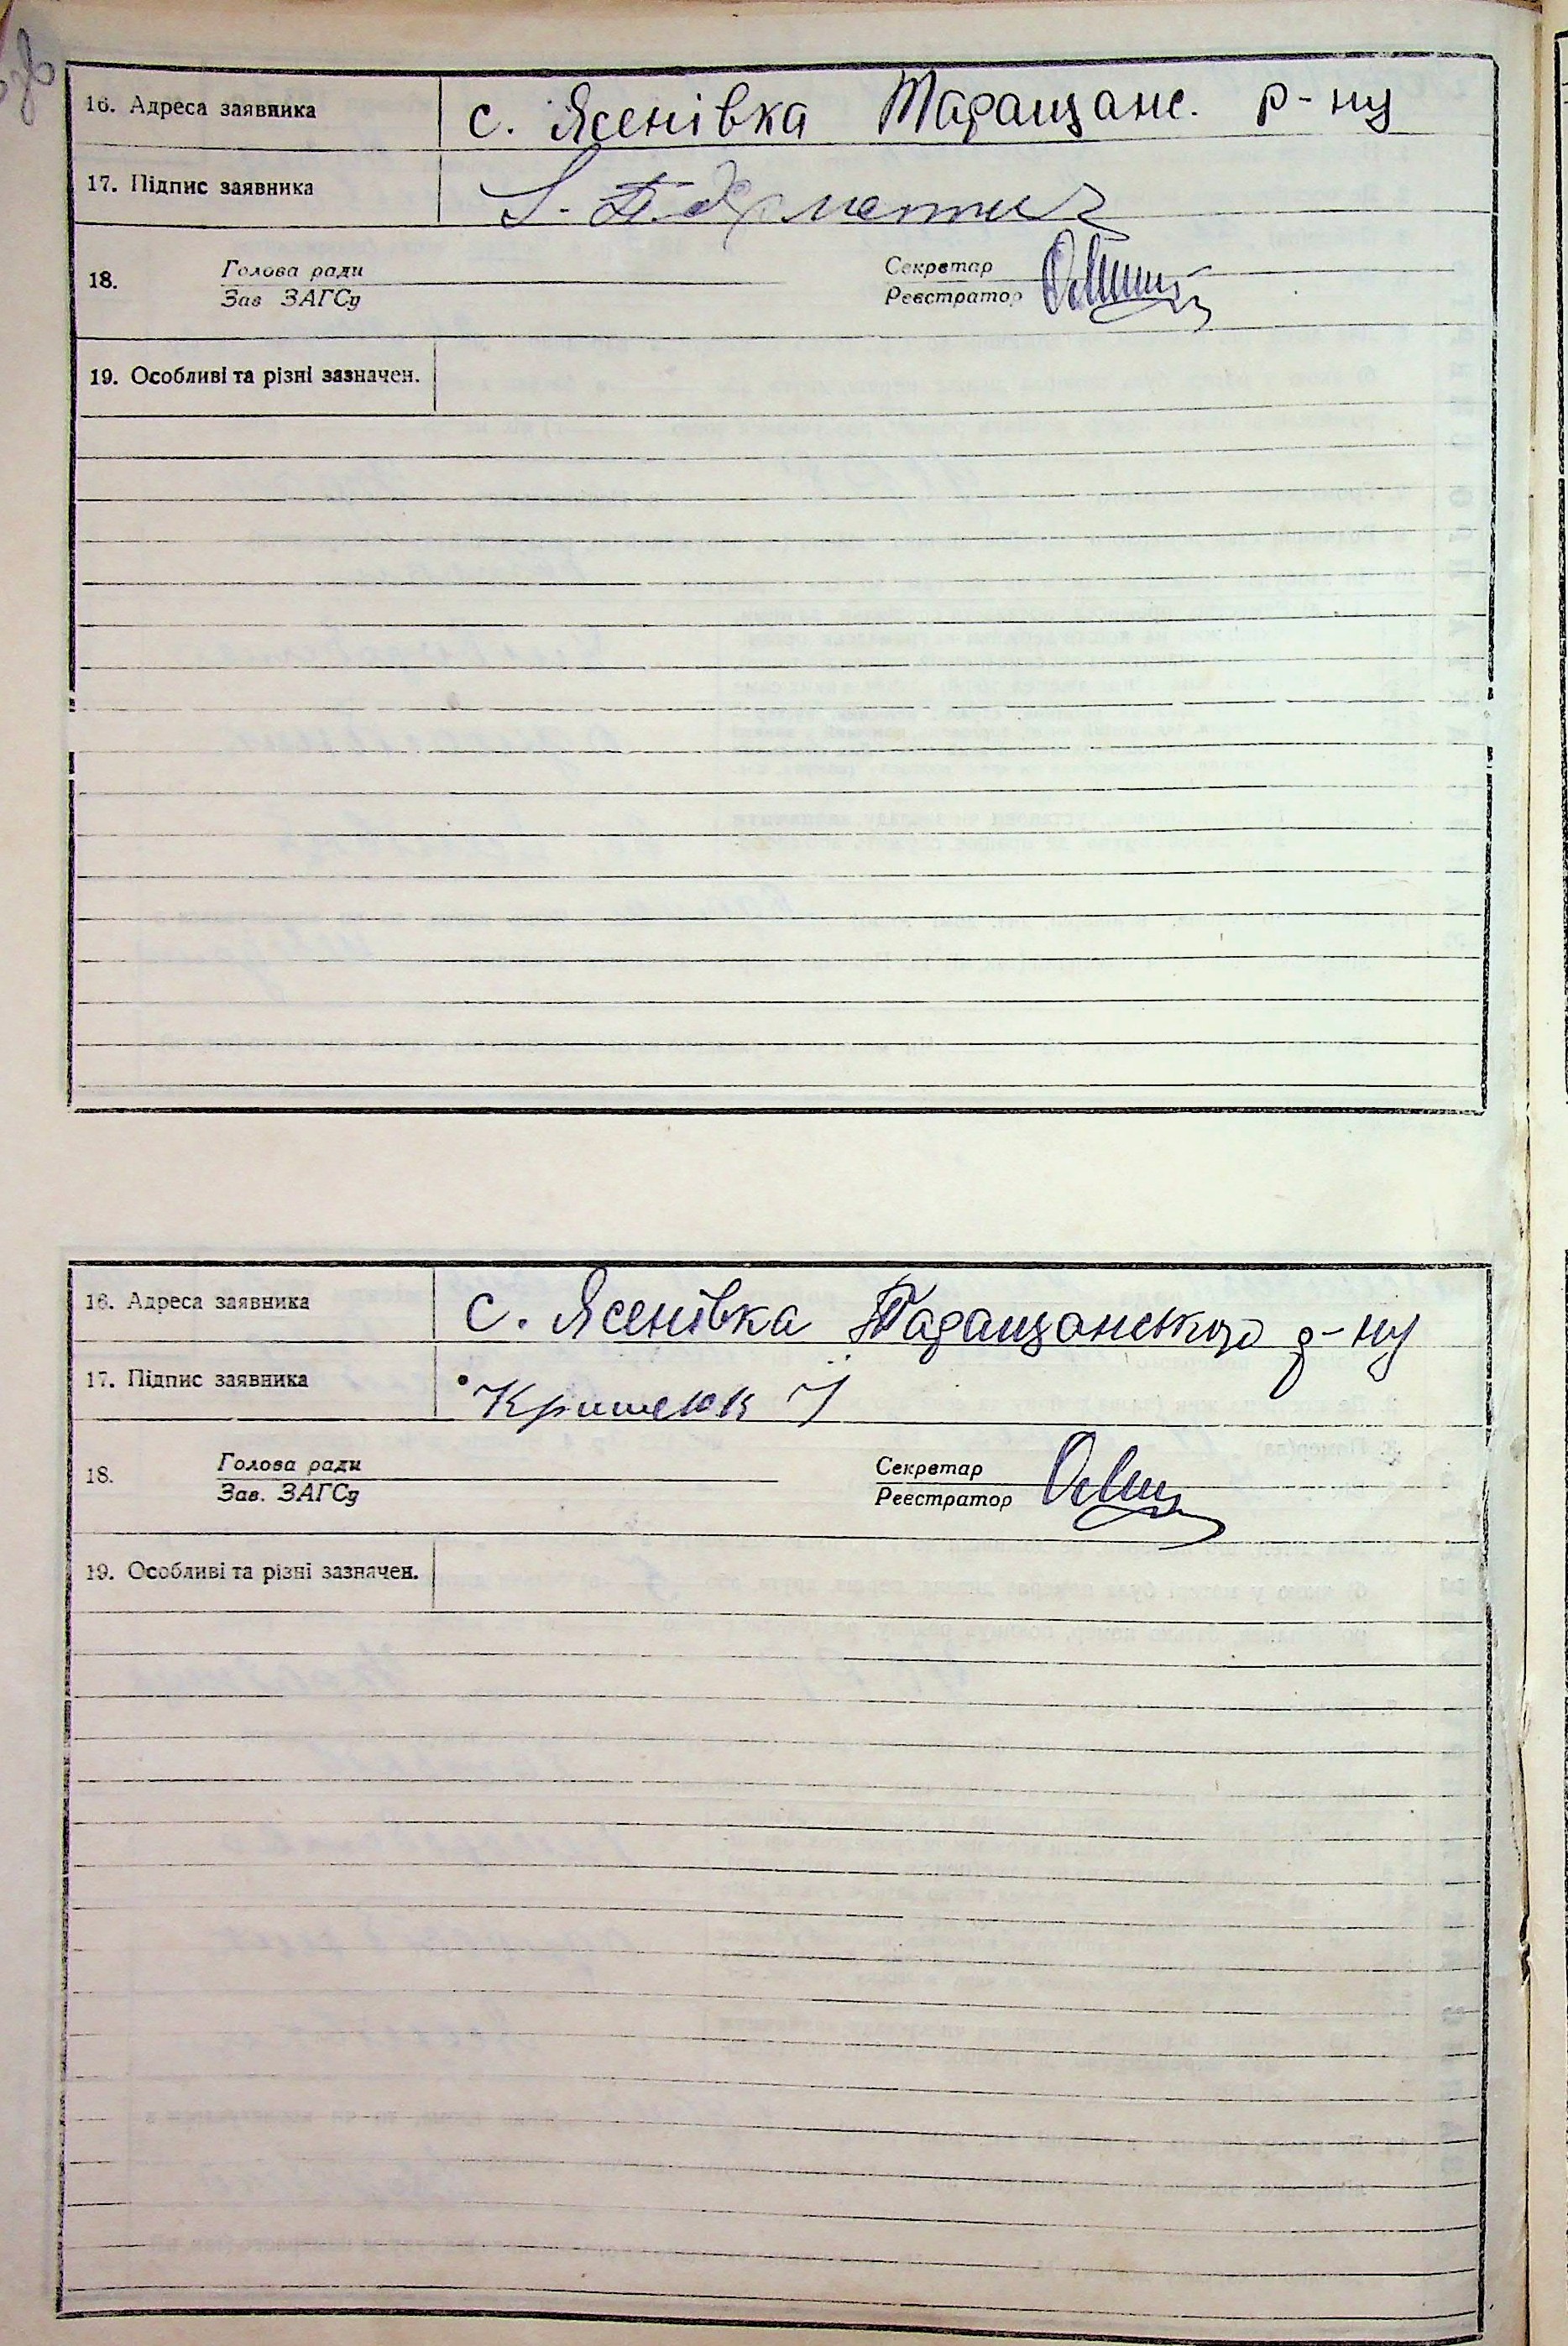 16. Адреса заявника с. Ясенівка Таращанс. р-ну
17. Підпис заявника
18. Голова ради Секретар
Зав ЗАГСу Реєстратор
19. Особливі та різні зазначен.
16. Адреса заявника с. Ясенівка Таращанського р-ну
17. Підпис заявника
18. Голова ради Секретар
Зав. ЗАГСу Реєстратор
19. Особливі та різні зазначен.